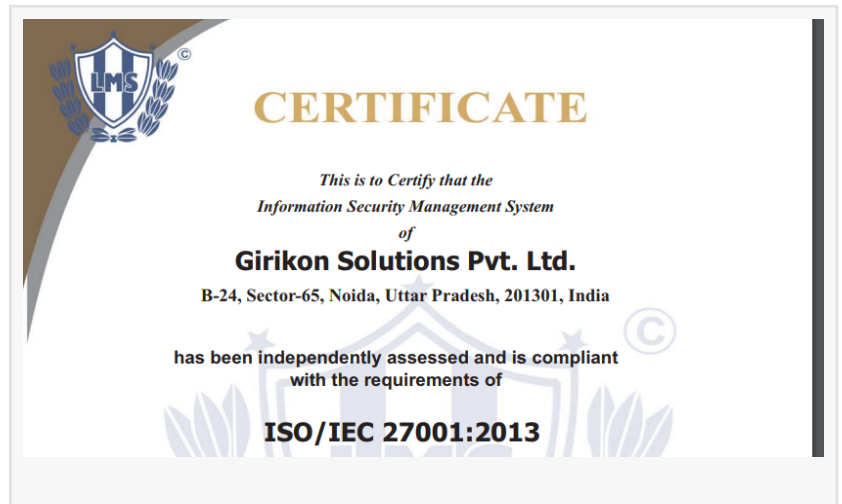 LMS
©
CERTIFICATE
This is to Certify that the
Information Security Management System
of
Girikon Solutions Pvt. Ltd.
B-24, Sector-65, Noida, Uttar Pradesh, 201301, India
©
has been independently assessed and is compliant
with the requirements of
ISO/IEC 27001:2013
LMS